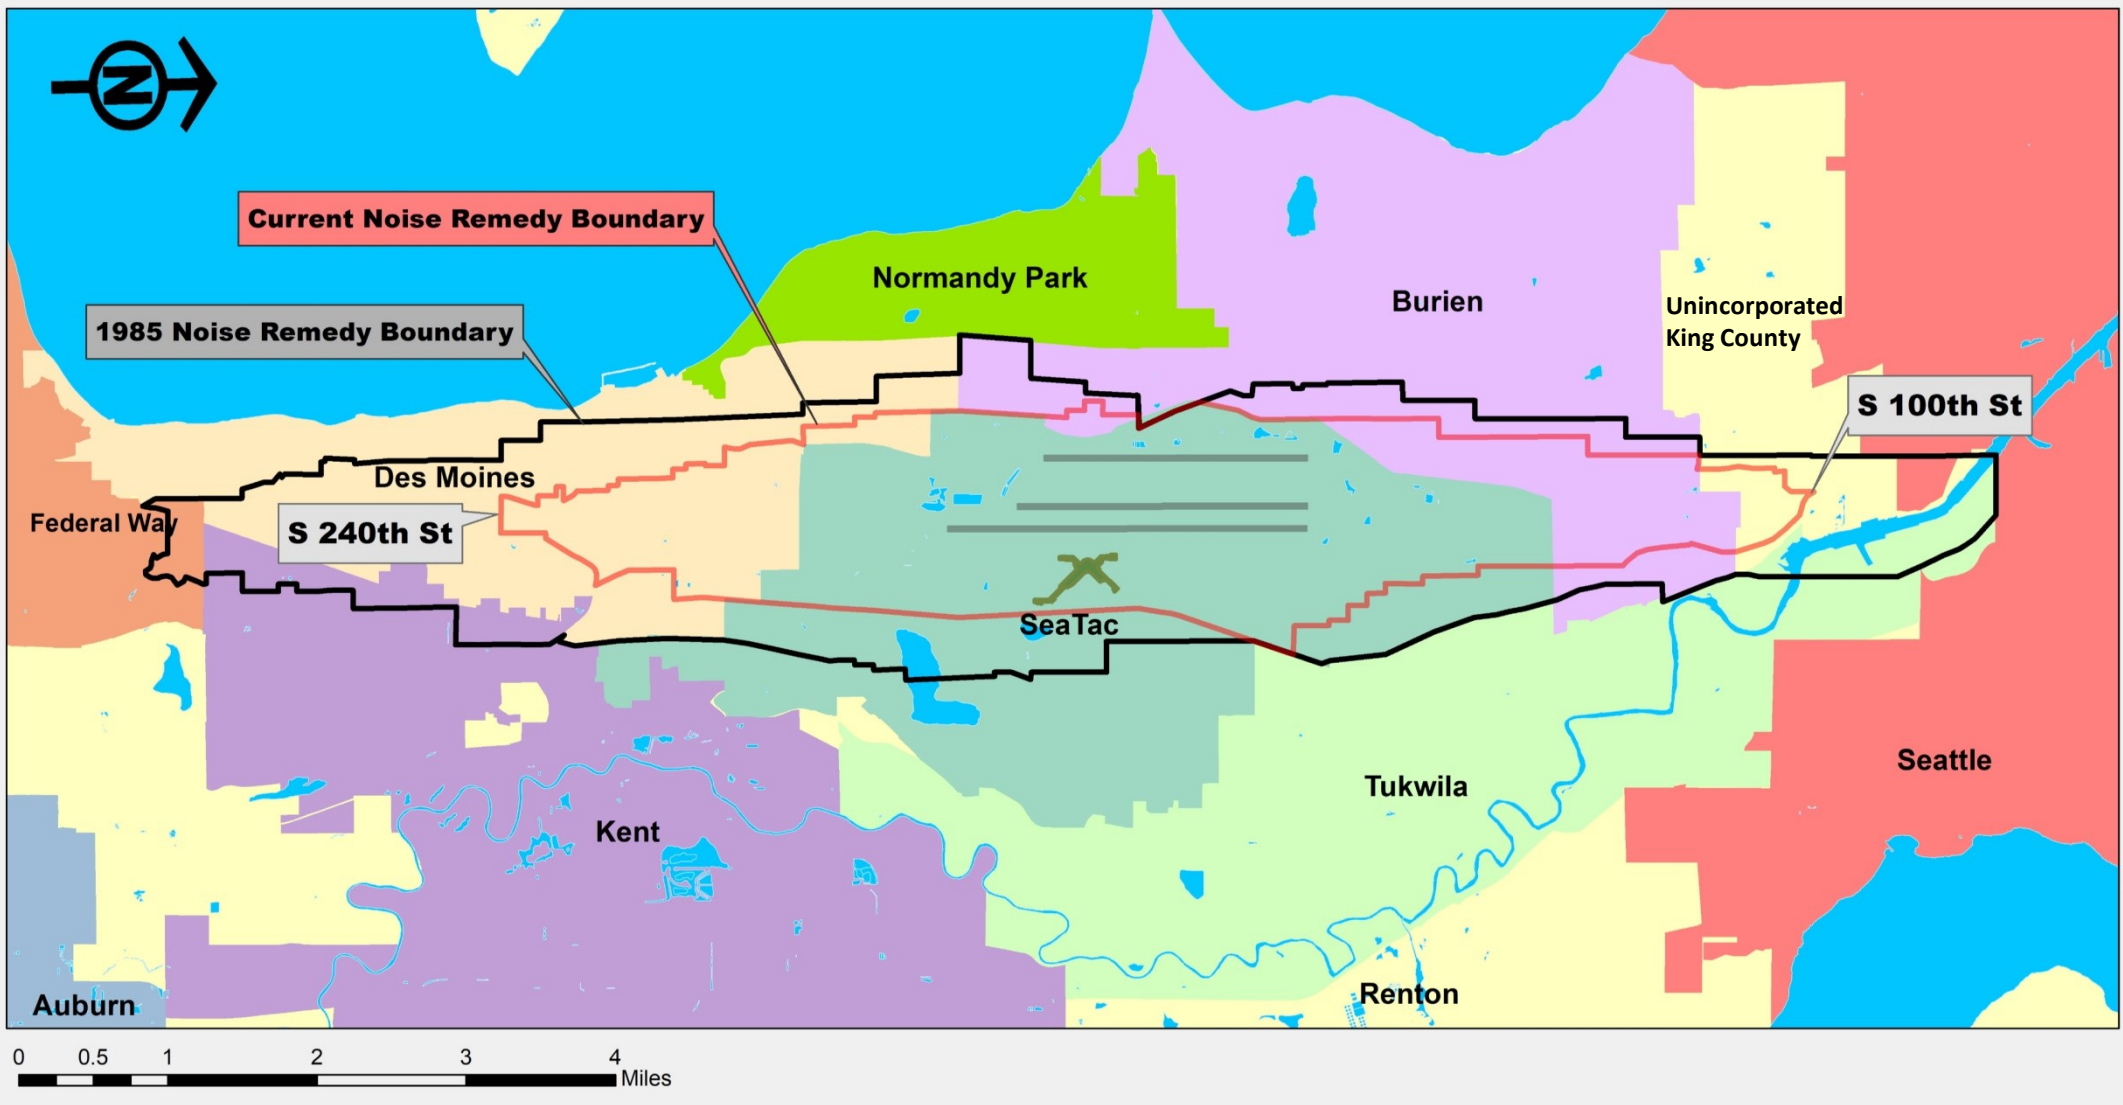 N
Current Noise Remedy Boundary
Normandy Park
Burien
Unincorporated
King County
1985 Noise Remedy Boundary
S 100th St
Des Moines
Federal Way
S 240th St
SeaTac
Seattle
Tukwila
Kent
Renton
Auburn
0 0.5 1 2 3 4
Miles